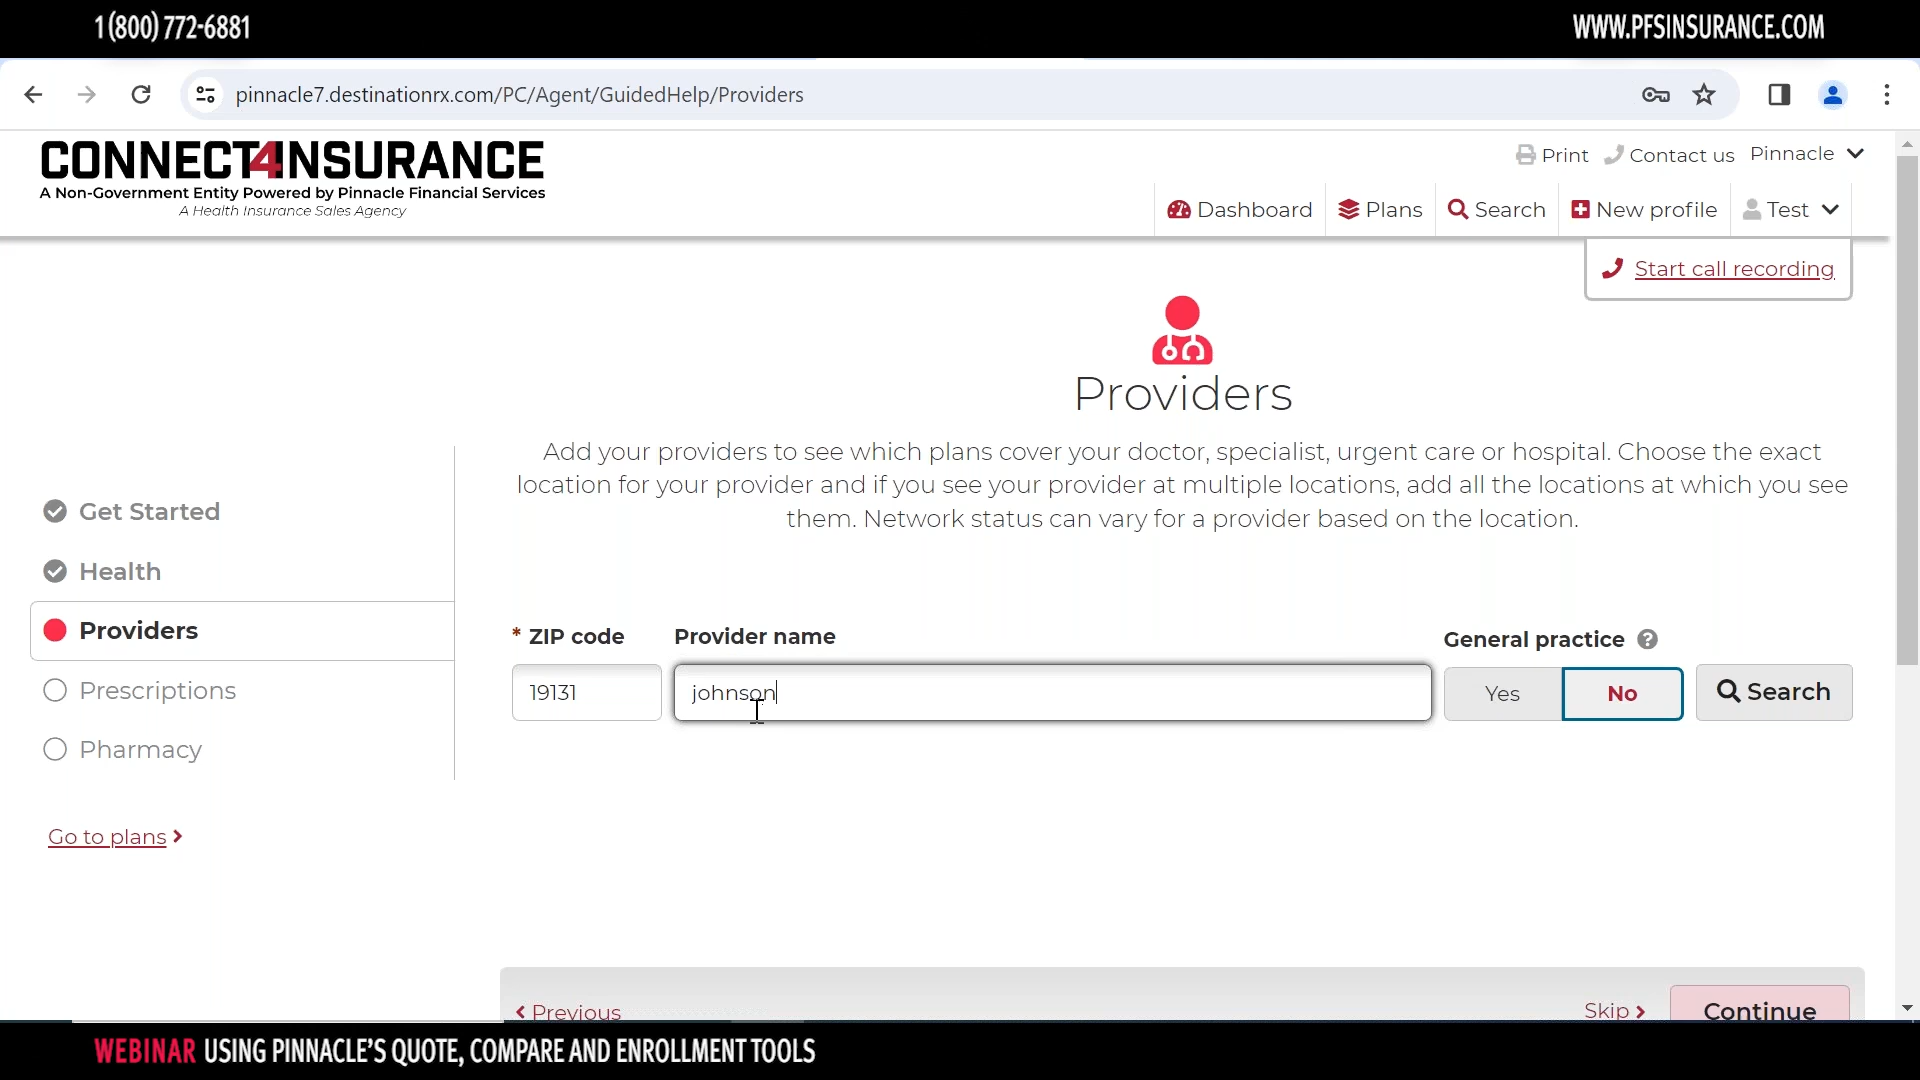 1 (800) 772-6881
WWW.PFSINSURANCE.COM
pinnacle7.destinationrx.com/PC/Agent/GuidedHelp/Providers
CONNECT4INSURANCE
A Non-Government Entity Powered by Pinnacle Financial Services
A Health Insurance Sales Agency
Print
Contact us
Pinnacle
Dashboard
Plans
Search
New profile
Test
Start call recording
Providers
Add your providers to see which plans cover your doctor, specialist, urgent care or hospital. Choose the exact
location for your provider and if you see your provider at multiple locations, add all the locations at which you see
them. Network status can vary for a provider based on the location.
Get Started
Health
Providers
Prescriptions
Pharmacy
Go to plans
* ZIP code
Provider name
General practice
19131
johnson
Yes
No
Search
Previous
Skip
Continue
WEBINAR USING PINNACLE'S QUOTE, COMPARE AND ENROLLMENT TOOLS